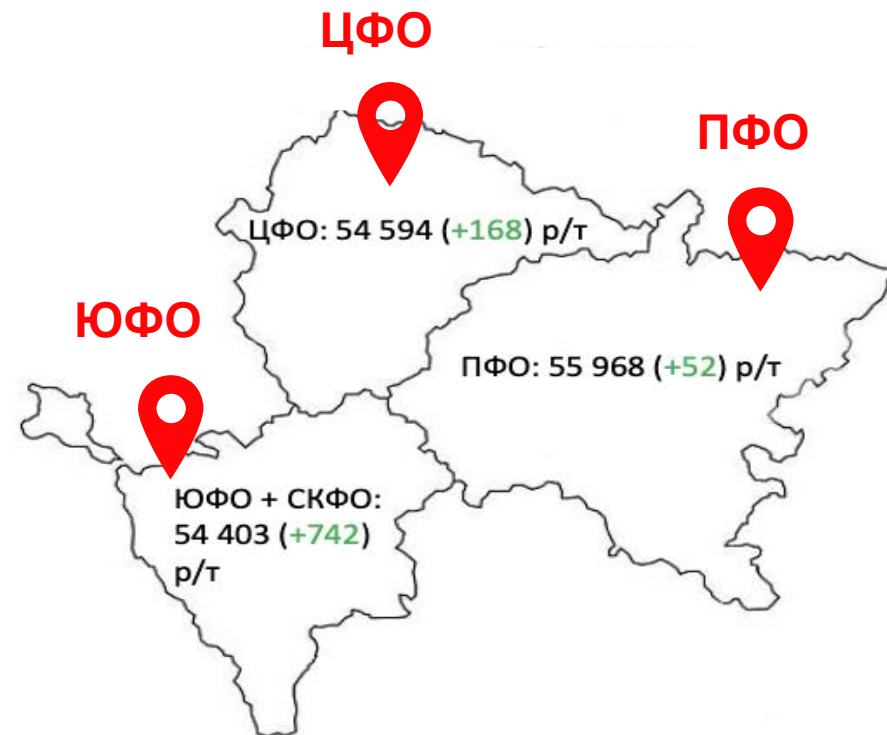 ЦФО
ПФО
ЦФО: 54 594 (+168) р/т
ЮФО
ПФО: 55 968 (+52) р/т
ЮФО + СКФО:
54 403 (+742)
р/т